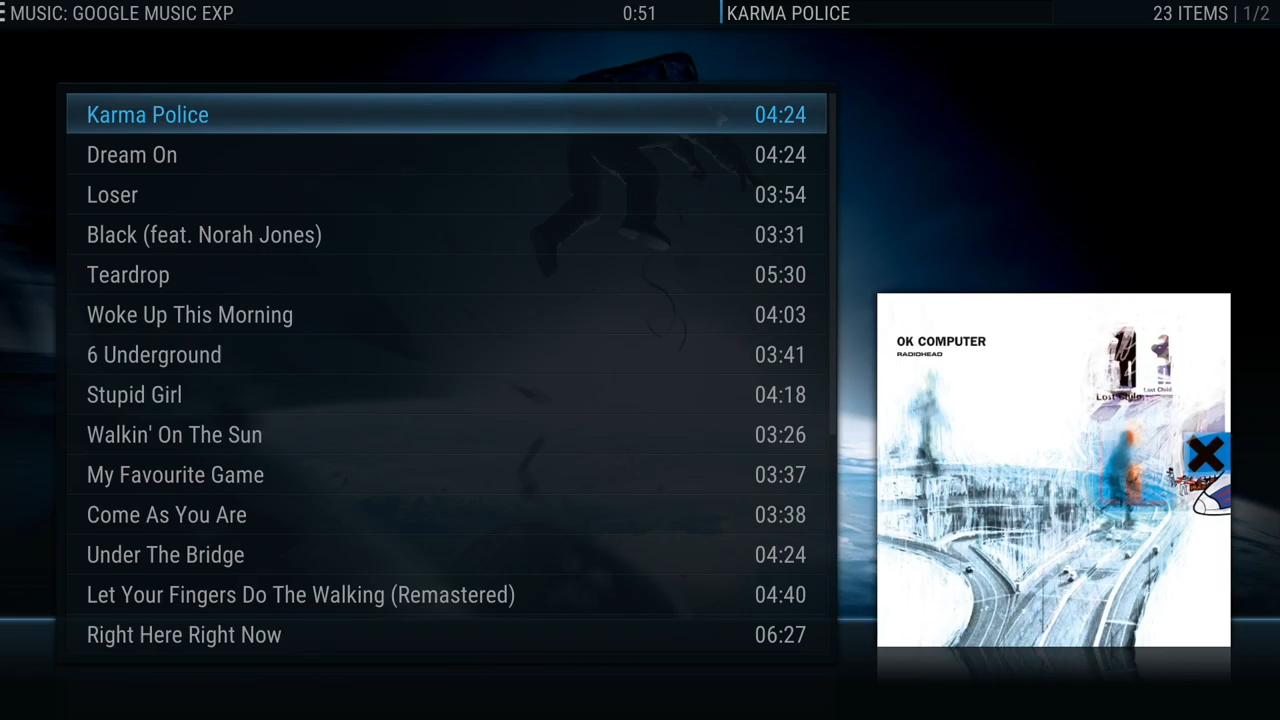 MUSIC: GOOGLE MUSIC EXP
0:51
KARMA POLICE
23 ITEMS | 1/2
Karma Police 04:24
Dream On 04:24
Loser 03:54
Black (feat. Norah Jones) 03:31
Teardrop 05:30
Woke Up This Morning 04:03
6 Underground 03:41
Stupid Girl 04:18
Walkin' On The Sun 03:26
My Favourite Game 03:37
Come As You Are 03:38
Under The Bridge 04:24
Let Your Fingers Do The Walking (Remastered) 04:40
Right Here Right Now 06:27
OK COMPUTER
RADIOHEAD
Lost Child
Lost Child